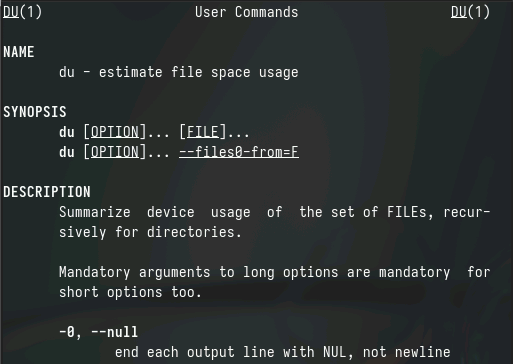 DU(1) User Commands DU(1)
NAME
du - estimate file space usage
SYNOPSIS
du [OPTION]... [FILE]...
du [OPTION]... --files0-from=F
DESCRIPTION
Summarize device usage of the set of FILEs, recur-
sively for directories.
Mandatory arguments to long options are mandatory for
short options too.
-0, --null
end each output line with NUL, not newline